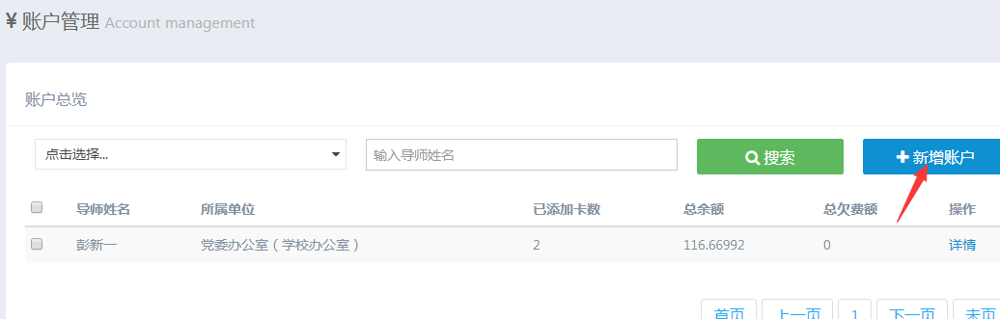 ¥ 账户管理 Account management
账户总览
点击选择... 输入导师姓名 搜索 新增账户
导师姓名 所属单位 已添加卡数 总余额 总欠费额 操作
彭新一 党委办公室（学校办公室） 2 116.66992 0 详情
首页 上一页 1 下一页 末页